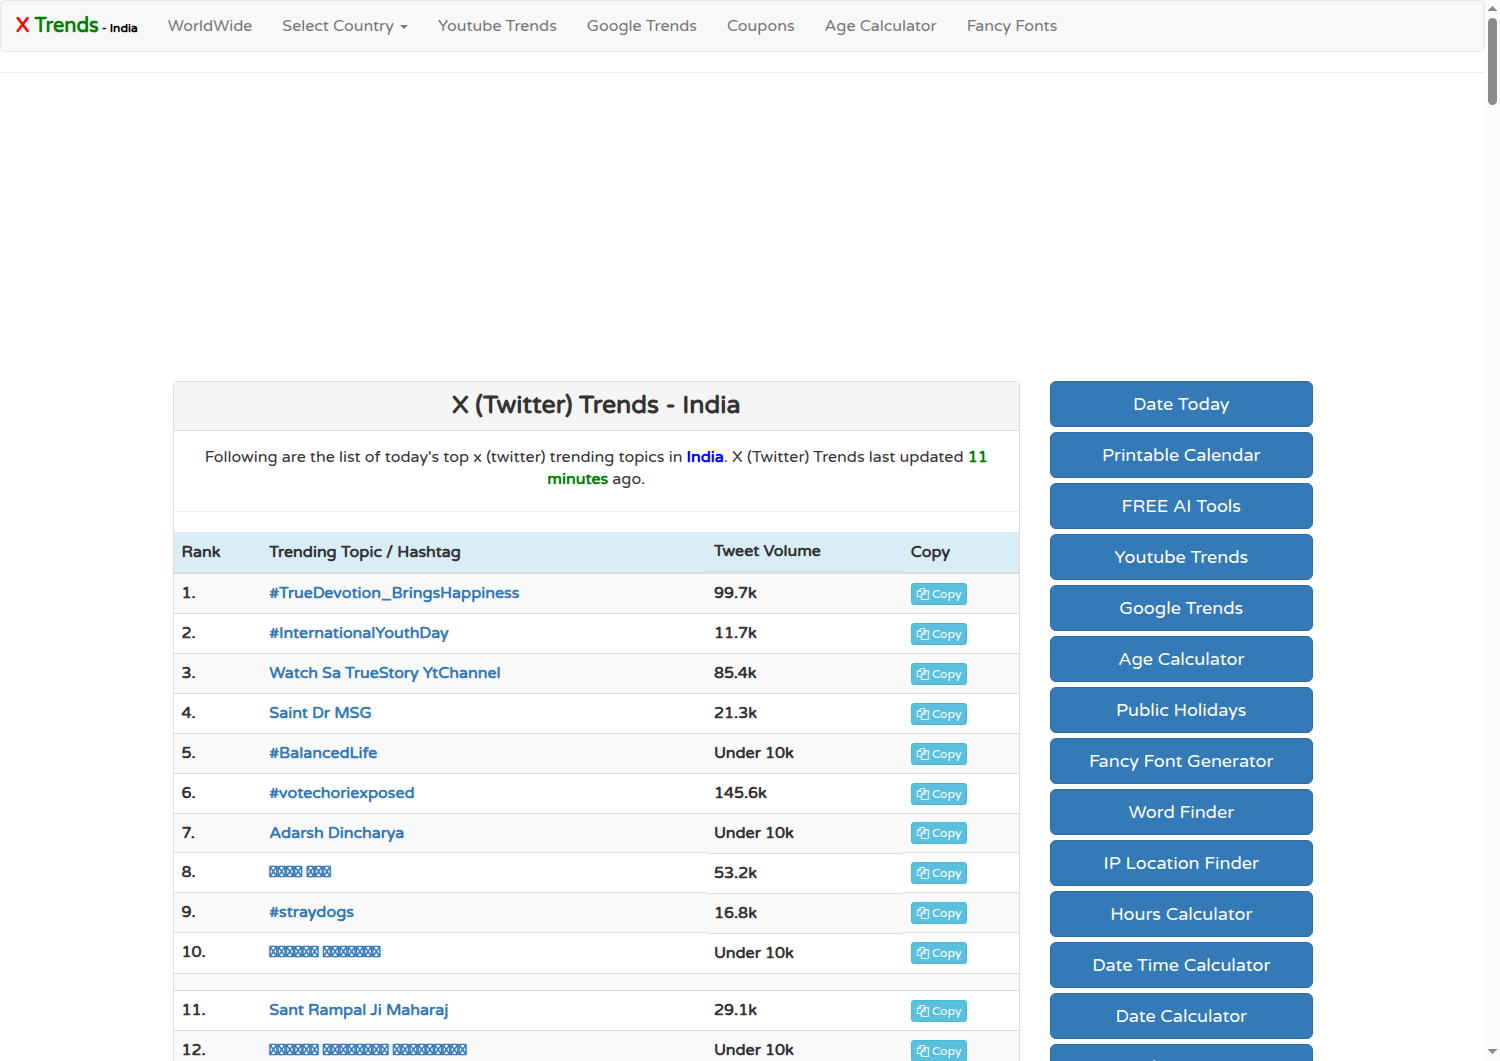 X Trends - India WorldWide Select Country Youtube Trends Google Trends Coupons Age Calculator Fancy Fonts
X (Twitter) Trends - India
Following are the list of today's top x (twitter) trending topics in India. X (Twitter) Trends last updated 11
minutes ago.
Rank Trending Topic / Hashtag Tweet Volume Copy
1. #TrueDevotion_BringsHappiness 99.7k Copy
2. #InternationalYouthDay 11.7k Copy
3. Watch Sa TrueStory YtChannel 85.4k Copy
4. Saint Dr MSG 21.3k Copy
5. #BalancedLife Under 10k Copy
6. #votechoriexposed 145.6k Copy
7. Adarsh Dincharya Under 10k Copy
8. 53.2k Copy
9. #straydogs 16.8k Copy
10. Under 10k Copy
11. Sant Rampal Ji Maharaj 29.1k Copy
12. Under 10k Copy
Date Today
Printable Calendar
FREE AI Tools
Youtube Trends
Google Trends
Age Calculator
Public Holidays
Fancy Font Generator
Word Finder
IP Location Finder
Hours Calculator
Date Time Calculator
Date Calculator